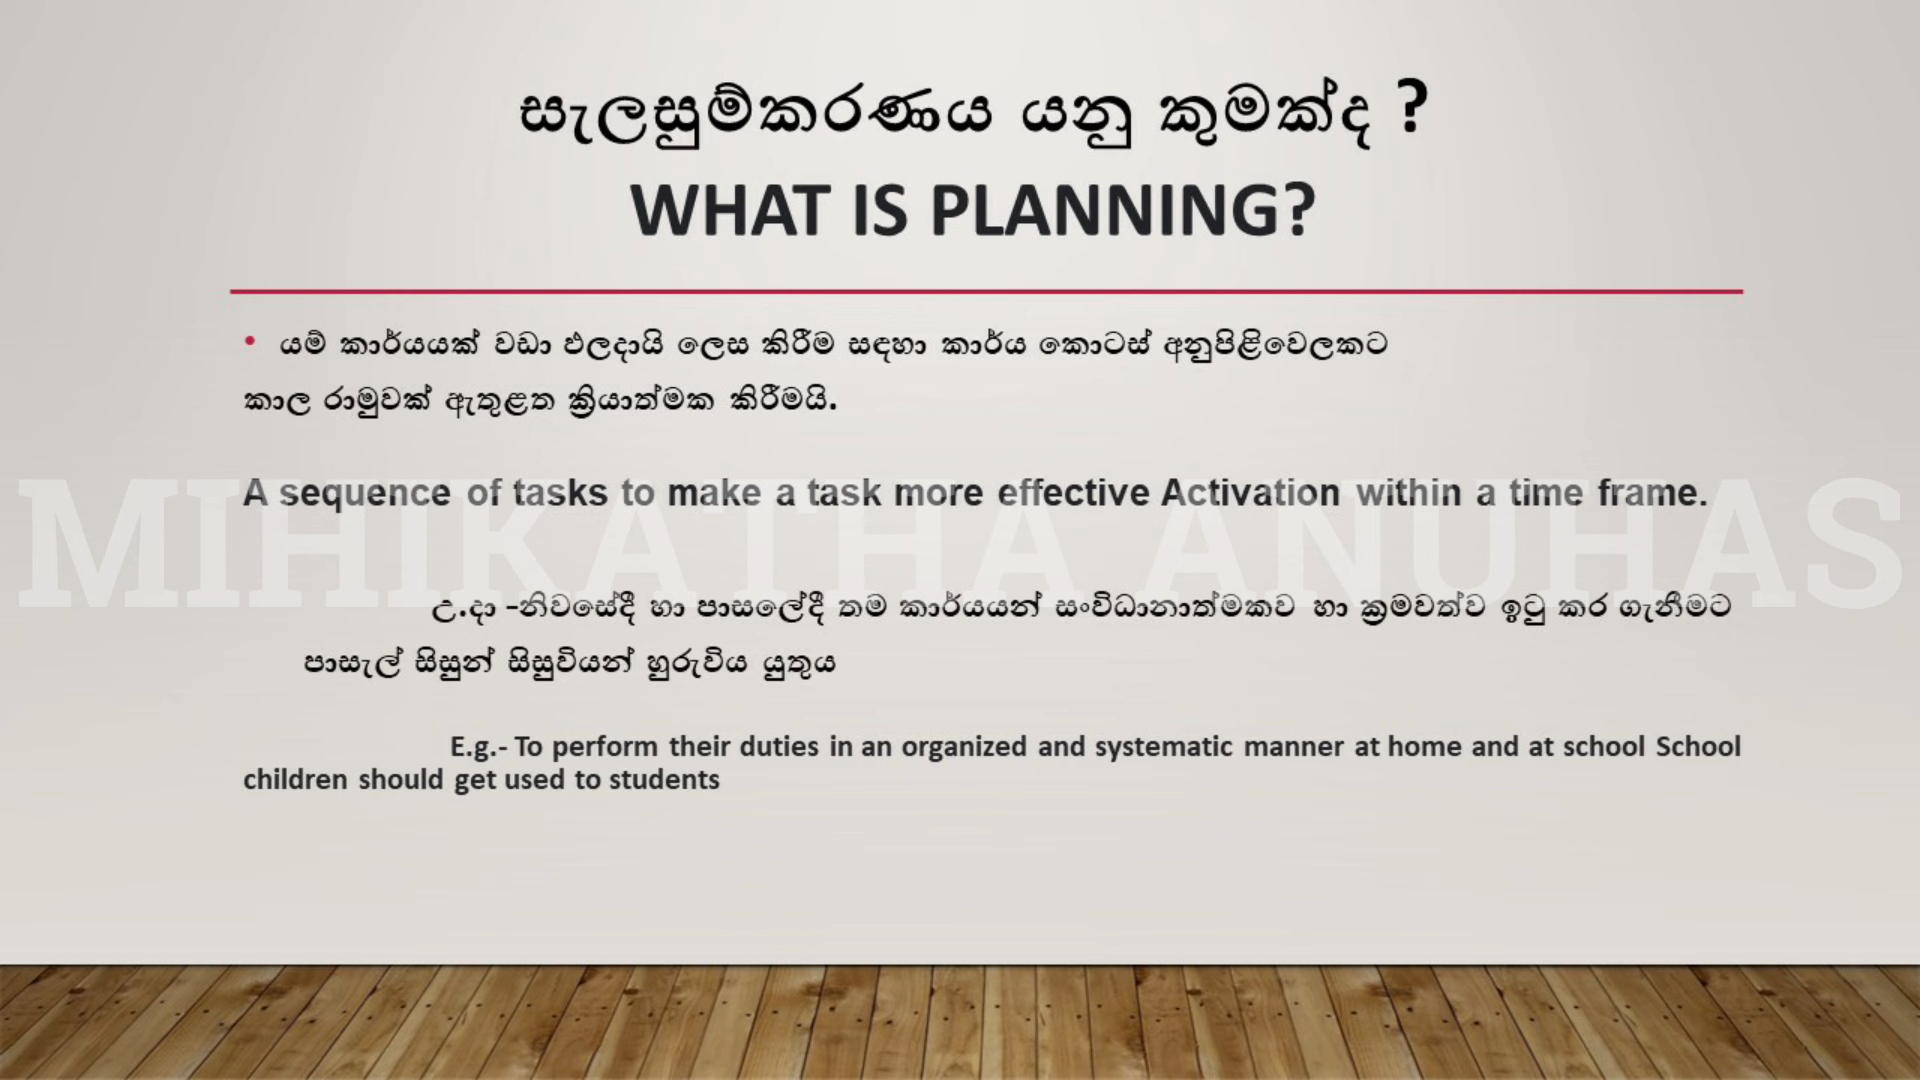 සැලසුම්කරණය යනු කුමක්ද ?
WHAT IS PLANNING?
• යම් කාර්යයක් වඩා ඵලදායි ලෙස කිරීම සඳහා කාර්ය කොටස් අනුපිළිවෙලකට
කාල රාමුවක් ඇතුළත ක්‍රියාත්මක කිරීමයි.
A sequence of tasks to make a task more effective Activation within a time frame.
MIHIKATHA ANUHAS
උ.දා -නිවසේදී හා පාසලේදී තම කාර්යයන් සංවිධානාත්මකව හා ක්‍රමවත්ව ඉටු කර ගැනීමට
පාසැල් සිසුන් සිසුවියන් හුරුවිය යුතුය
E.g.- To perform their duties in an organized and systematic manner at home and at school School
children should get used to students